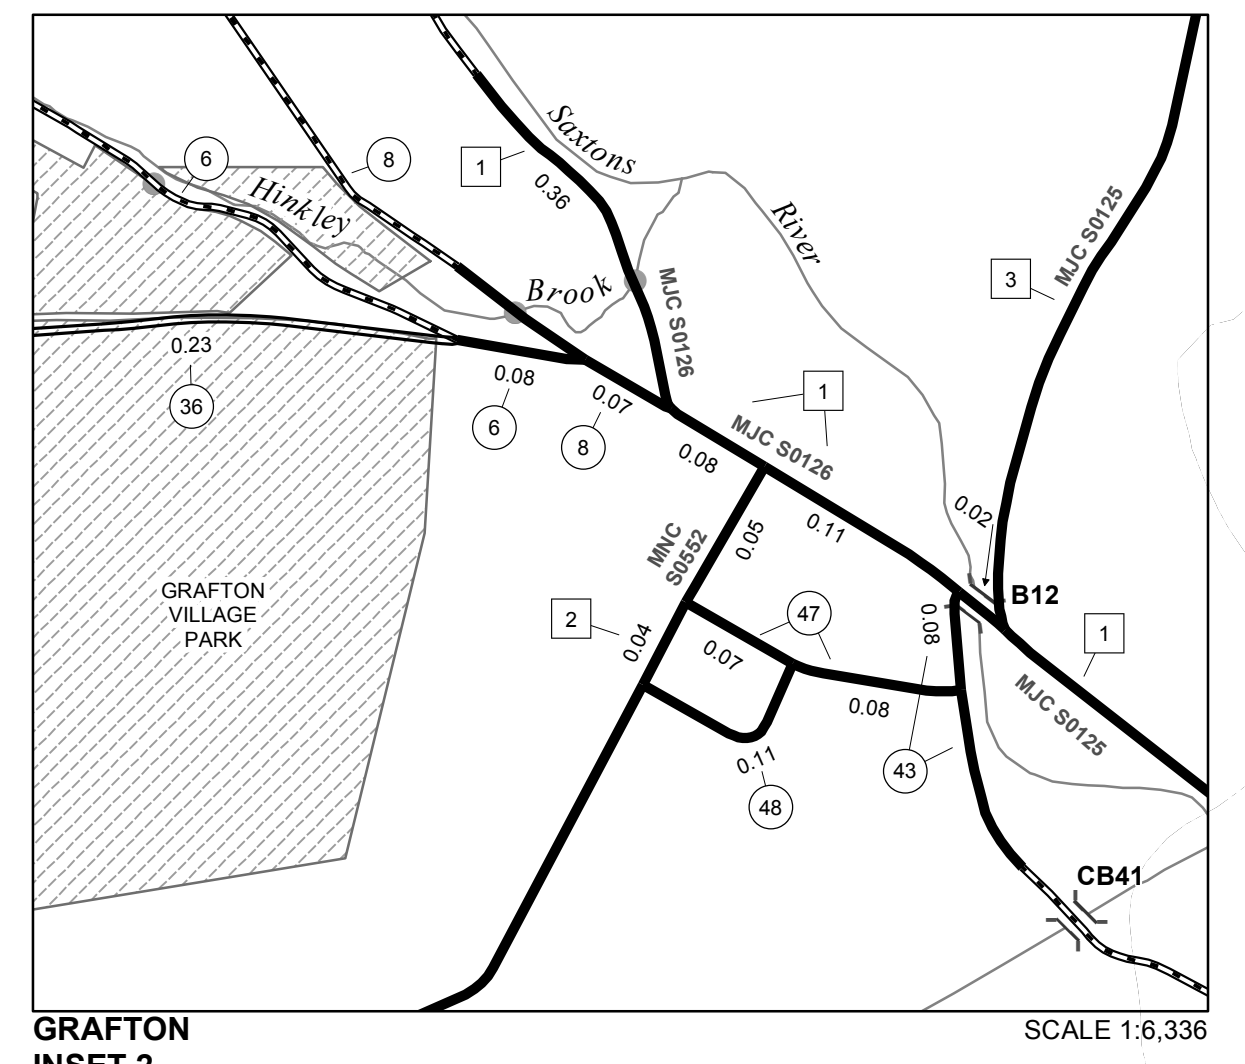 Saxtons
6
8
1
0.36
Hinkley
River
MJC S0125
3
Brook
MJC S0126
0.23
36
0.08
6
0.07
8
1
MJC S0126
0.08
0.11
0.02
MNC
S0552
0.05
B12
GRAFTON
VILLAGE
PARK
2
0.04
47
0.08
1
0.07
0.08
MJC S0125
0.11
48
43
CB41
GRAFTON
SCALE 1:6,336
INSET 2